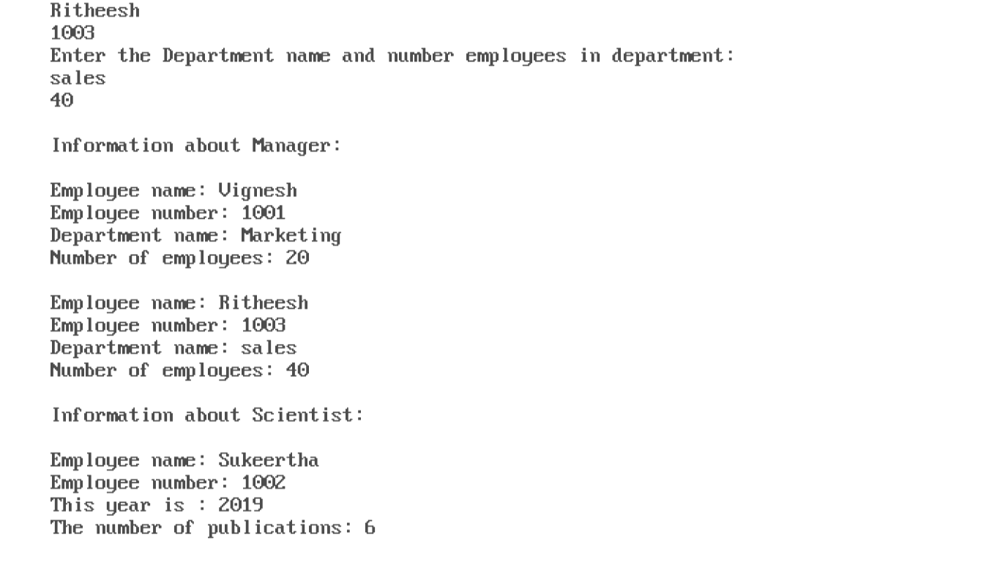 Ritheesh
1003
Enter the Department name and number employees in department:
sales
40
Information about Manager:
Employee name: Vignesh
Employee number: 1001
Department name: Marketing
Number of employees: 20
Employee name: Ritheesh
Employee number: 1003
Department name: sales
Number of employees: 40
Information about Scientist:
Employee name: Sukeertha
Employee number: 1002
This year is : 2019
The number of publications: 6